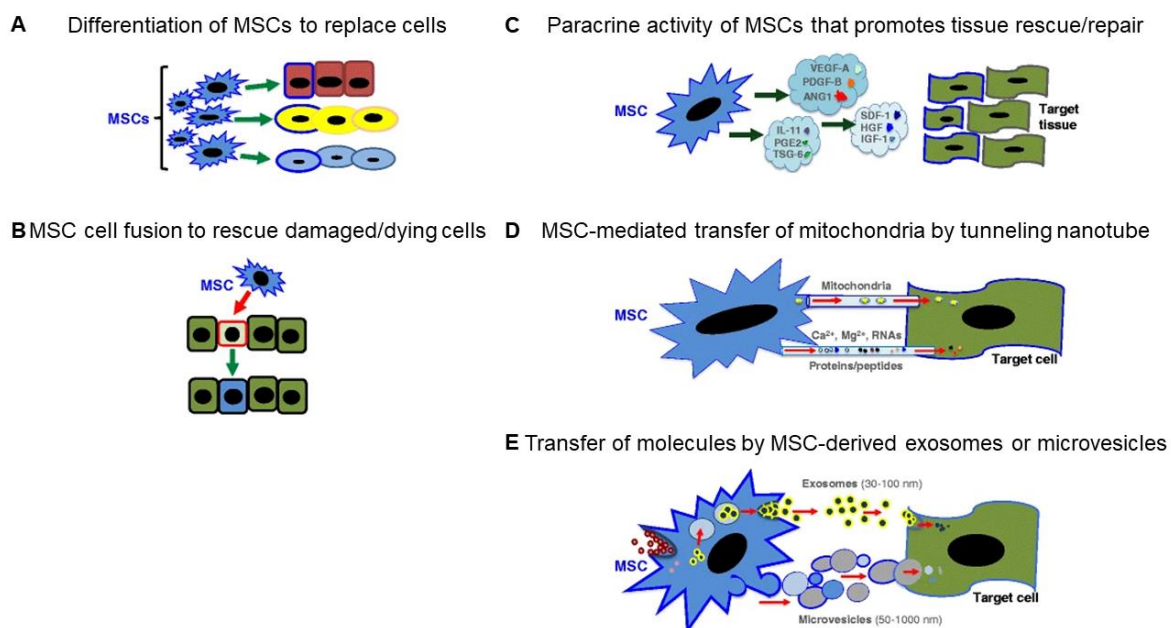 A Differentiation of MSCs to replace cells
MSCs
B MSC cell fusion to rescue damaged/dying cells
MSC
C Paracrine activity of MSCs that promotes tissue rescue/repair
MSC
VEGF-A
PDGF-B
ANG1
IL-11
PGE2
TSG-6
SDF-1
HGF
IGF-1
Target
tissue
D MSC-mediated transfer of mitochondria by tunneling nanotube
MSC
Mitochondria
Ca²⁺, Mg²⁺, RNAs
Proteins/peptides
Target cell
E Transfer of molecules by MSC-derived exosomes or microvesicles
Exosomes (30-100 nm)
MSC
Target cell
Microvesicles (50-1000 nm)